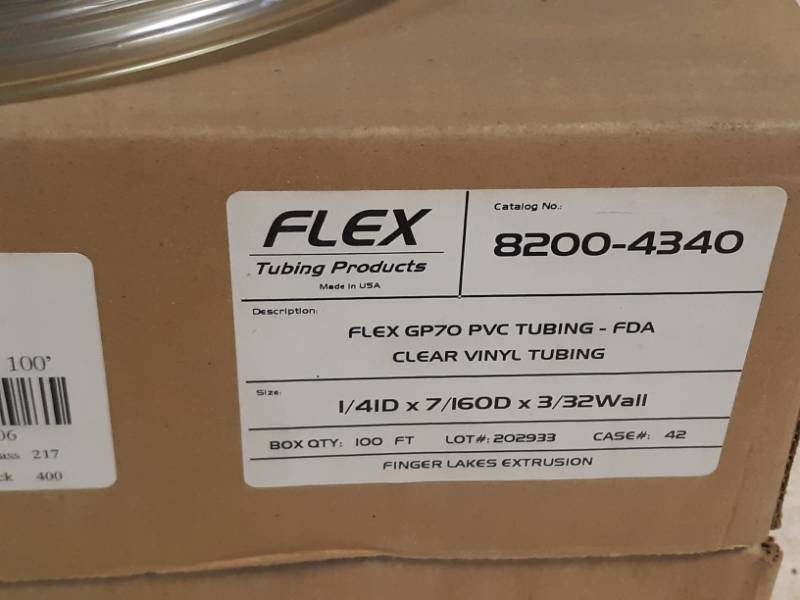 FLEX
Tubing Products
Made in USA
Catalog No.:
8200-4340
Description:
FLEX GP70 PVC TUBING - FDA
CLEAR VINYL TUBING
Size:
1/4ID x 7/16OD x 3/32Wall
BOX QTY: 100 FT LOT#: 202933 CASE#: 42
FINGER LAKES EXTRUSION
100'
06
217
400